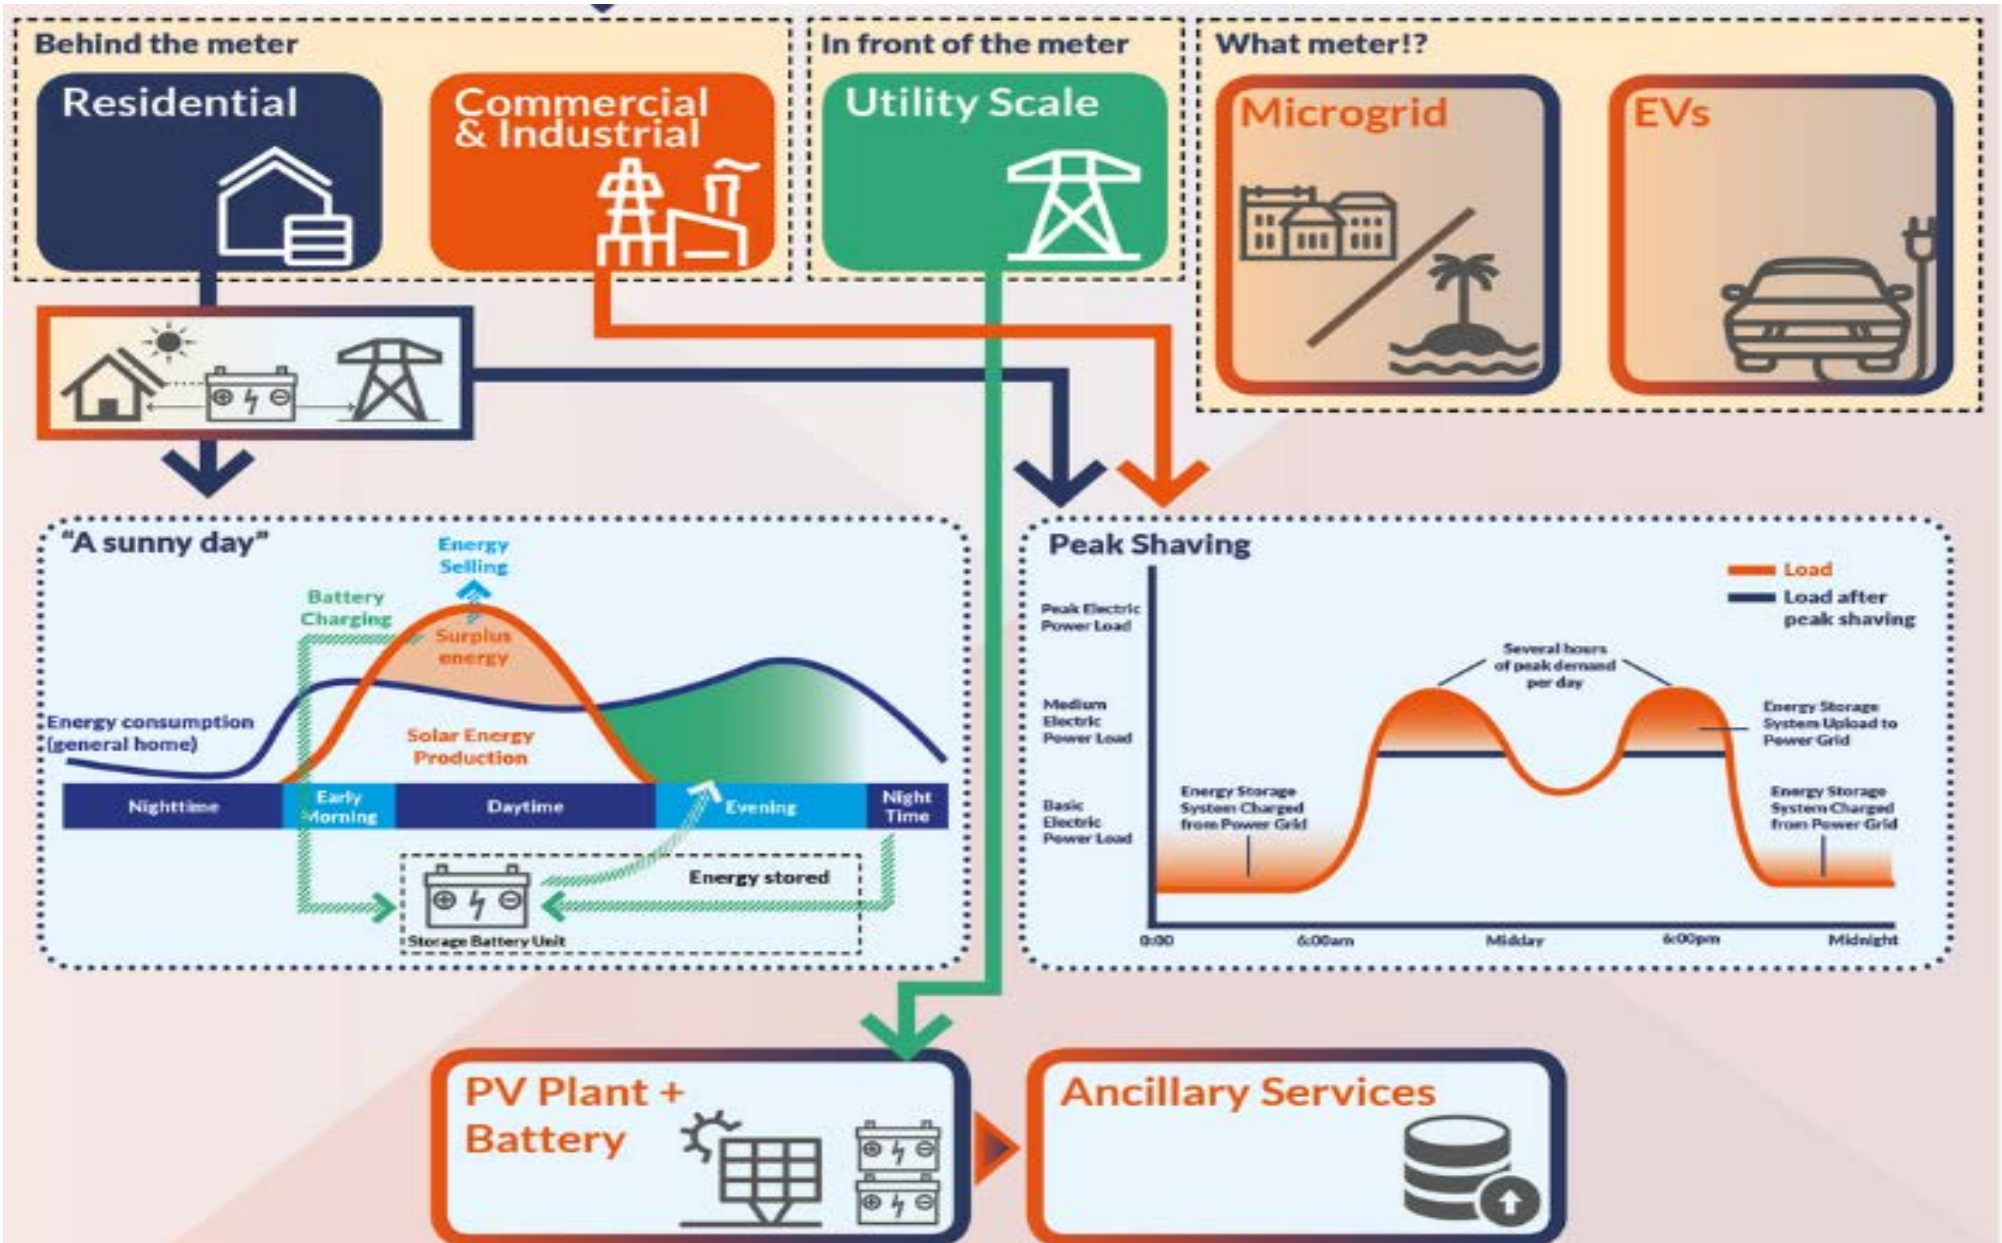 Behind the meter
Residential
Commercial
& Industrial
In front of the meter
Utility Scale
What meter!?
Microgrid
EVs
"A sunny day"
Energy
Selling
Battery
Charging
Surplus
energy
Energy consumption
(general home)
Solar Energy
Production
Nighttime
Early
Morning
Daytime
Evening
Night
Time
Energy stored
Storage Battery Unit
Peak Shaving
Load
Load after
peak shaving
Peak Electric
Power Load
Several hours
of peak demand
per day
Medium
Electric
Power Load
Energy Storage
System Upload to
Power Grid
Basic
Electric
Power Load
Energy Storage
System Charged
from Power Grid
Energy Storage
System Charged
from Power Grid
0:00
6:00am
Midday
6:00pm
Midnight
PV Plant +
Battery
Ancillary Services